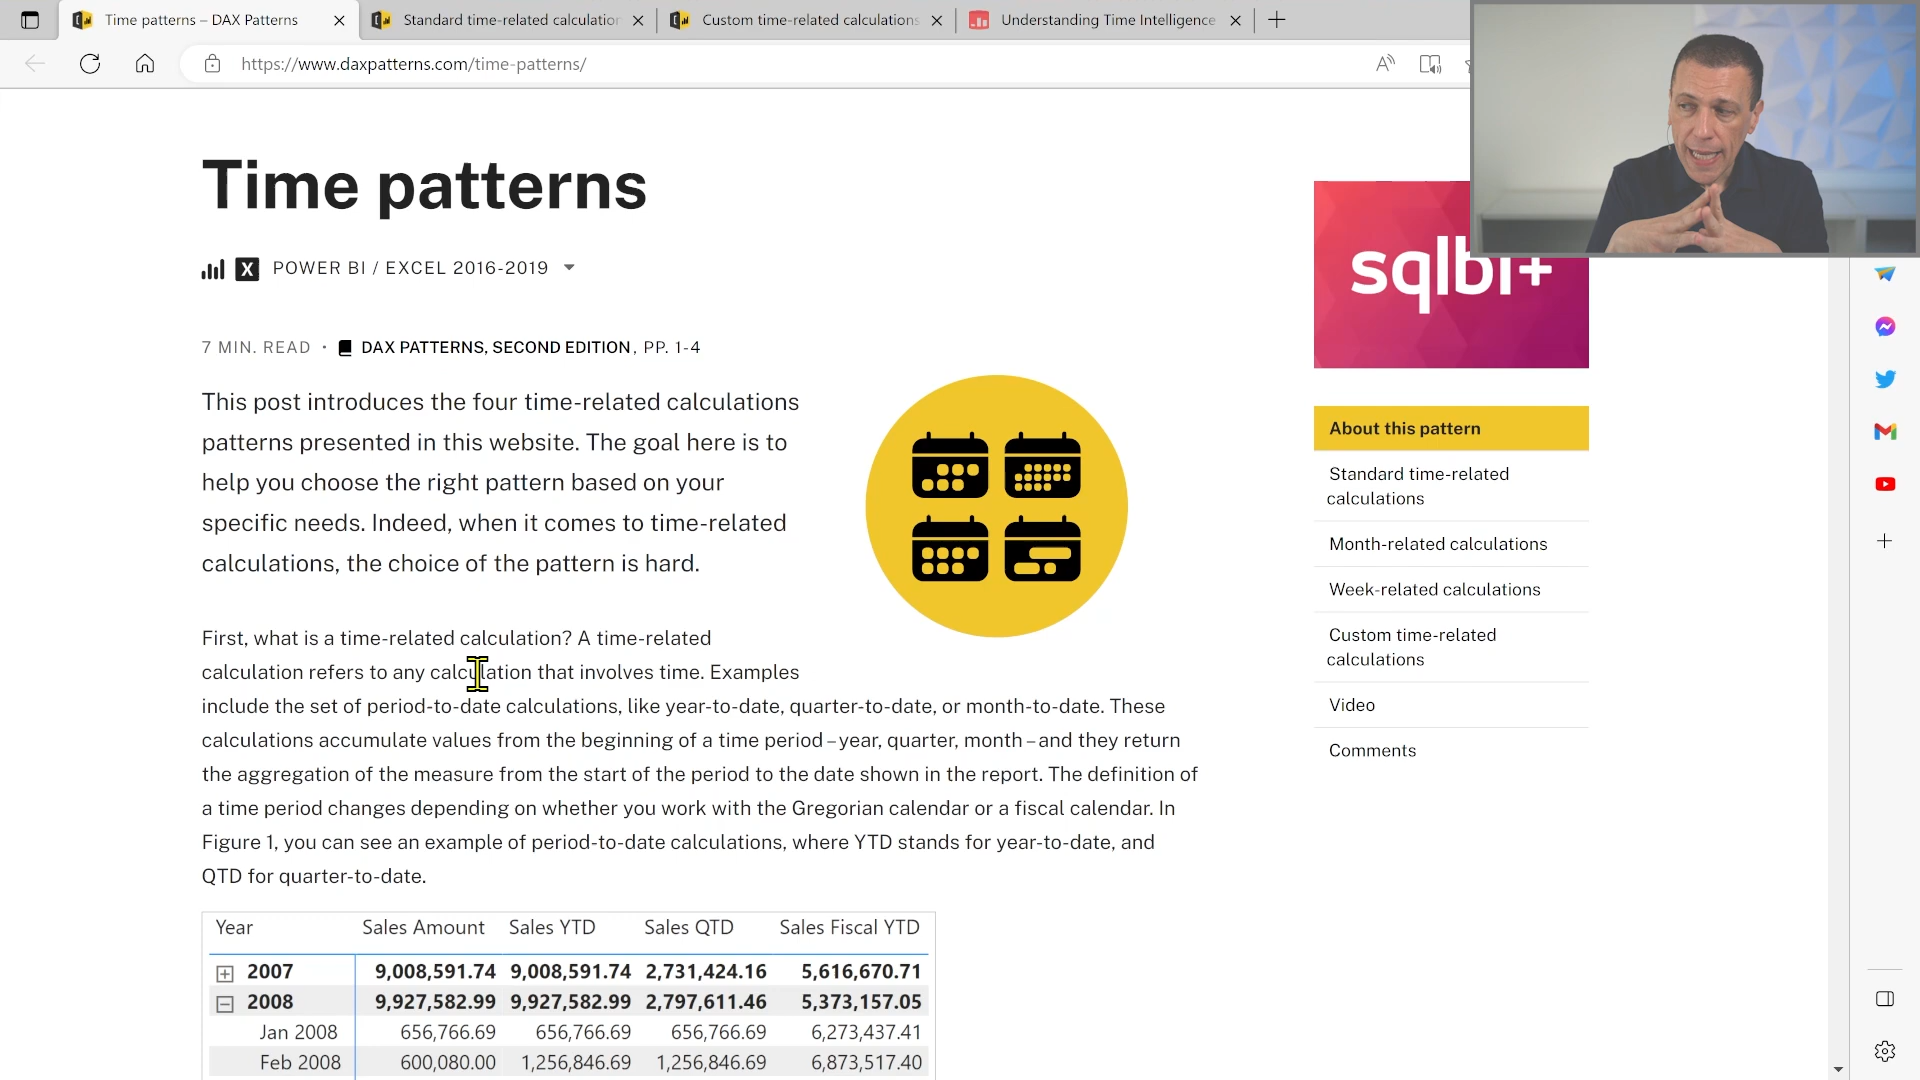 Time patterns – DAX Patterns
Standard time-related calculation
Custom time-related calculations
Understanding Time Intelligence
https://www.daxpatterns.com/time-patterns/
Time patterns
POWER BI / EXCEL 2016-2019
7 MIN. READ • DAX PATTERNS, SECOND EDITION, PP. 1-4
This post introduces the four time-related calculations
patterns presented in this website. The goal here is to
help you choose the right pattern based on your
specific needs. Indeed, when it comes to time-related
calculations, the choice of the pattern is hard.
First, what is a time-related calculation? A time-related
calculation refers to any calculation that involves time. Examples
include the set of period-to-date calculations, like year-to-date, quarter-to-date, or month-to-date. These
calculations accumulate values from the beginning of a time period – year, quarter, month – and they return
the aggregation of the measure from the start of the period to the date shown in the report. The definition of
a time period changes depending on whether you work with the Gregorian calendar or a fiscal calendar. In
Figure 1, you can see an example of period-to-date calculations, where YTD stands for year-to-date, and
QTD for quarter-to-date.
Year Sales Amount Sales YTD Sales QTD Sales Fiscal YTD
2007 9,008,591.74 9,008,591.74 2,731,424.16 5,616,670.71
2008 9,927,582.99 9,927,582.99 2,797,611.46 5,373,157.05
Jan 2008 656,766.69 656,766.69 656,766.69 6,273,437.41
Feb 2008 600,080.00 1,256,846.69 1,256,846.69 6,873,517.40
sqlbi+
About this pattern
Standard time-related
calculations
Month-related calculations
Week-related calculations
Custom time-related
calculations
Video
Comments